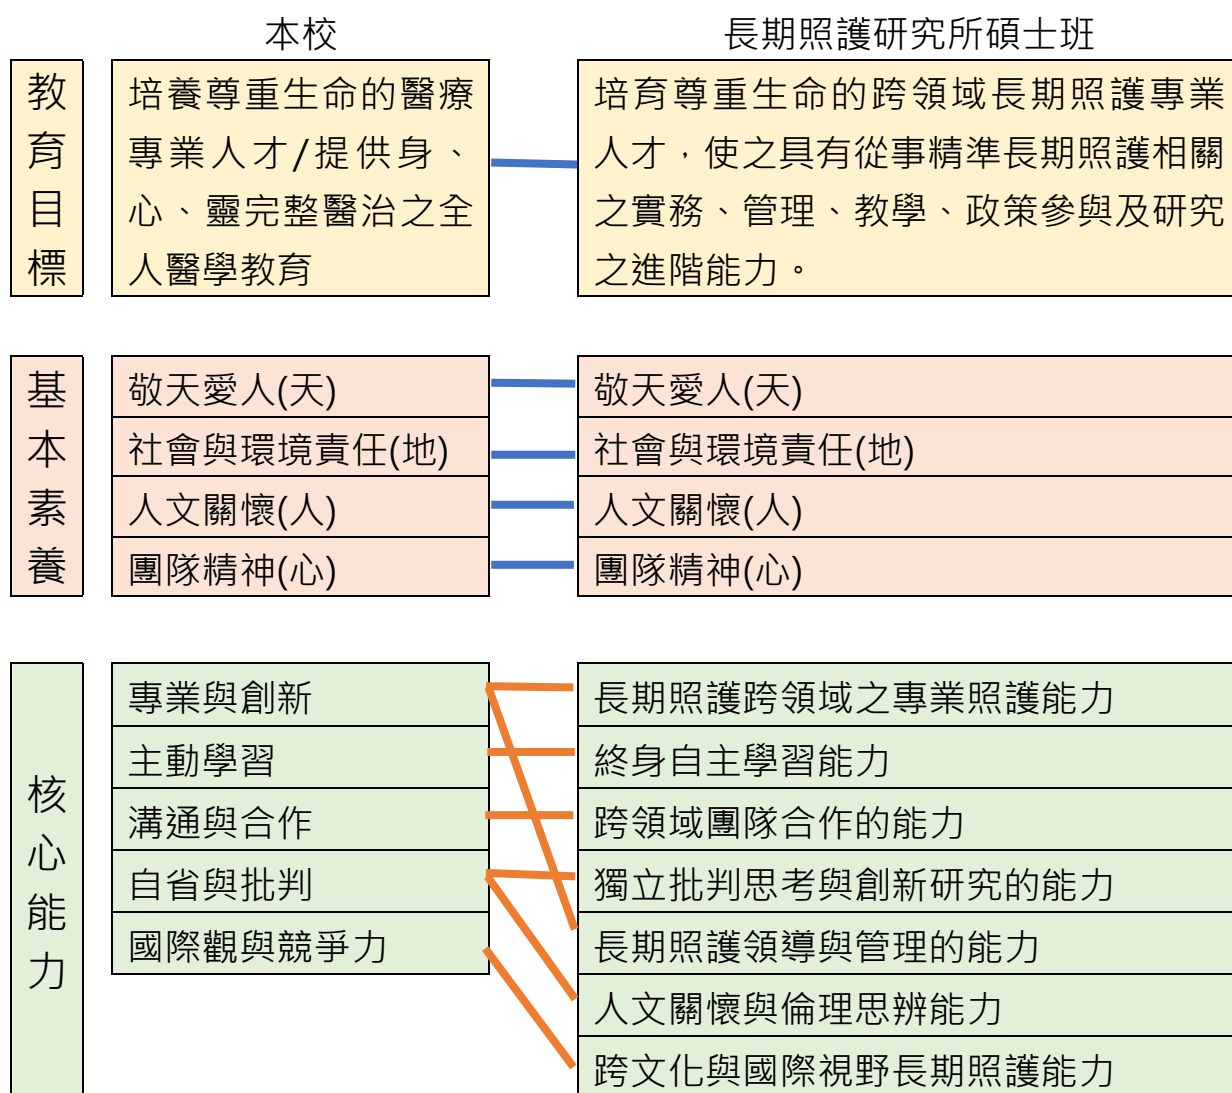 本校
長期照護研究所碩士班
教育目標
培養尊重生命的醫療
專業人才/提供身、
心、靈完整醫治之全
人醫學教育
培育尊重生命的跨領域長期照護專業
人才，使之具有從事精準長期照護相關
之實務、管理、教學、政策參與及研究
之進階能力。
基本素養
敬天愛人(天)
敬天愛人(天)
社會與環境責任(地)
社會與環境責任(地)
人文關懷(人)
人文關懷(人)
團隊精神(心)
團隊精神(心)
核心能力
專業與創新
長期照護跨領域之專業照護能力
主動學習
終身自主學習能力
溝通與合作
跨領域團隊合作的能力
自省與批判
獨立批判思考與創新研究的能力
國際觀與競爭力
長期照護領導與管理的能力
人文關懷與倫理思辨能力
跨文化與國際視野長期照護能力